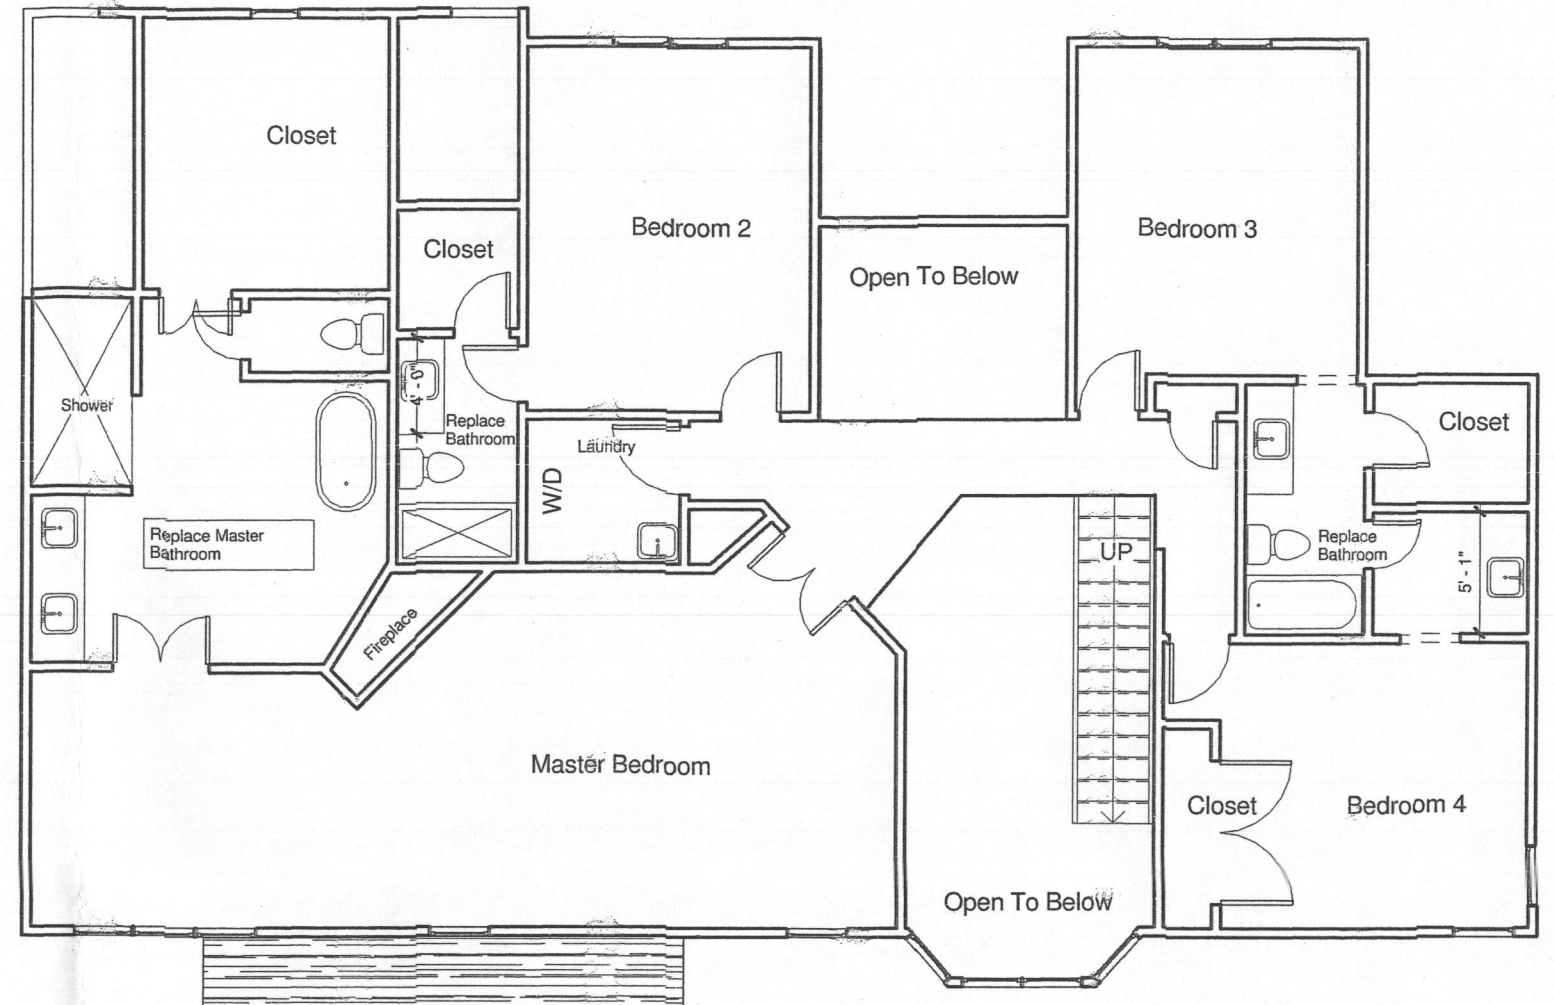 Closet
Closet
Bedroom 2
Open To Below
Bedroom 3
Shower
4' - 0"
Replace
Bathroom
Laundry
W/D
Closet
Replace Master
Bathroom
UP
Replace
Bathroom
5' - 1"
Fireplace
Master Bedroom
Closet
Bedroom 4
Open To Below